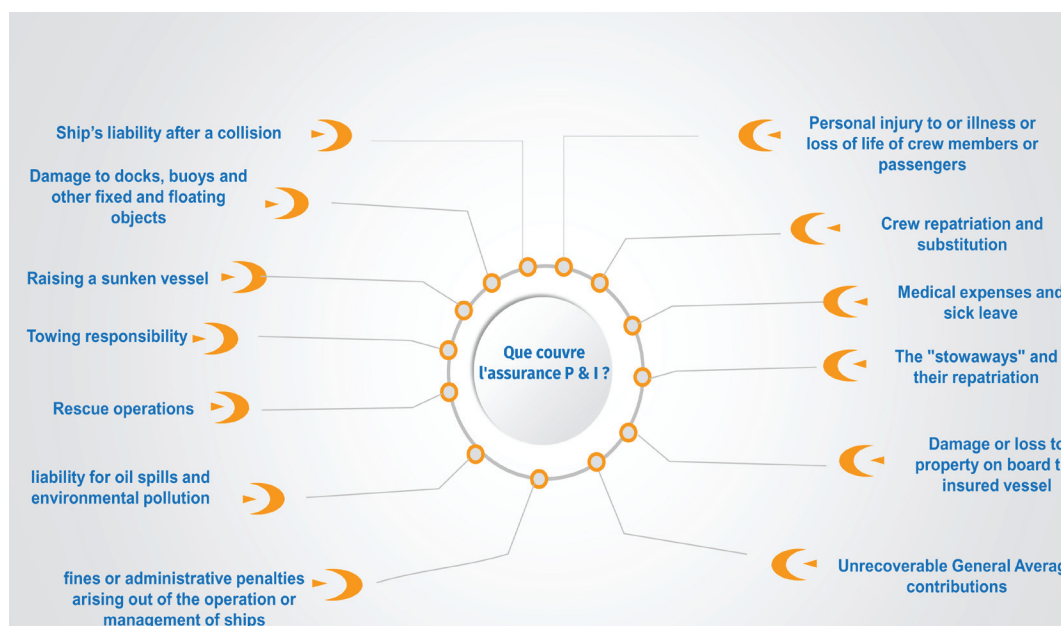 Ship's liability after a collision
Damage to docks, buoys and
other fixed and floating
objects
Raising a sunken vessel
Towing responsibility
Rescue operations
liability for oil spills and
environmental pollution
fines or administrative penalties
arising out of the operation or
management of ships
Que couvre
l'assurance P & I ?
Personal injury to or illness or
loss of life of crew members or
passengers
Crew repatriation and
substitution
Medical expenses and
sick leave
The "stowaways" and
their repatriation
Damage or loss to
property on board
insured vessel
Unrecoverable General
contributions